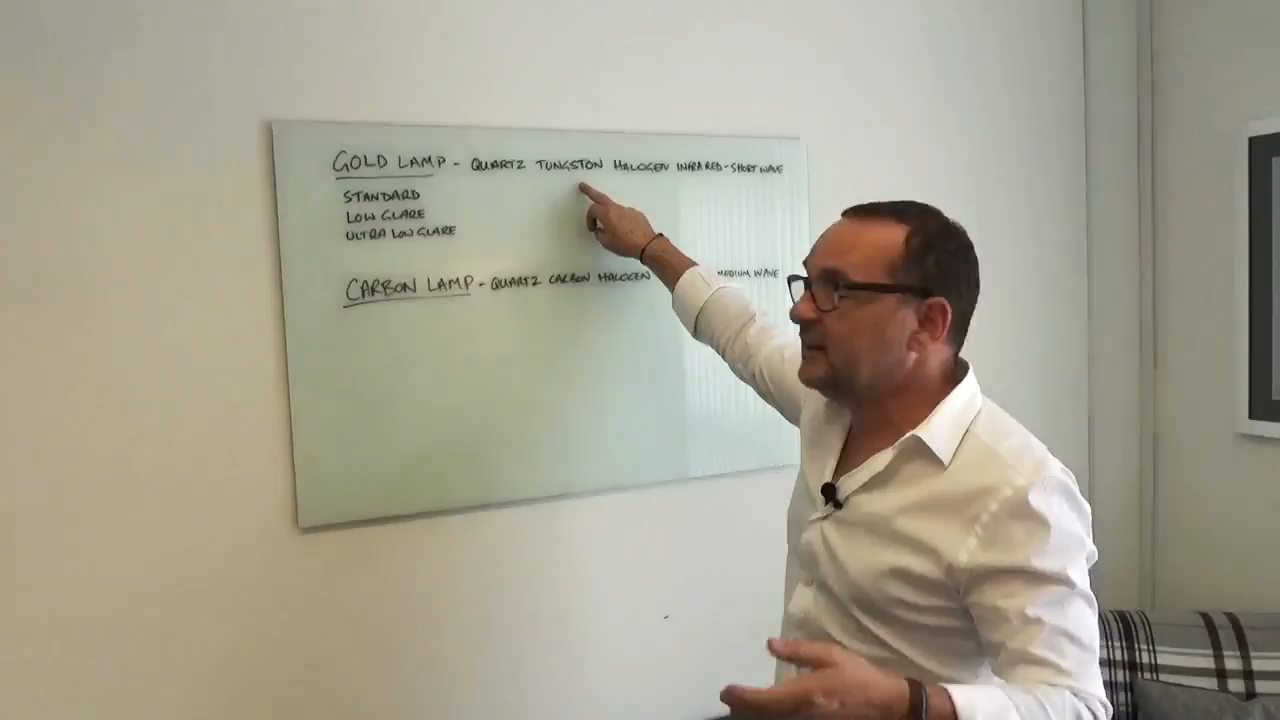 GOLD LAMP - QUARTZ TUNGSTON HALOGEN INFRARED - SHORT WAVE
STANDARD
LOW GLARE
ULTRA LOW GLARE
CARBON LAMP - QUARTZ CARBON HALOGEN MEDIUM WAVE